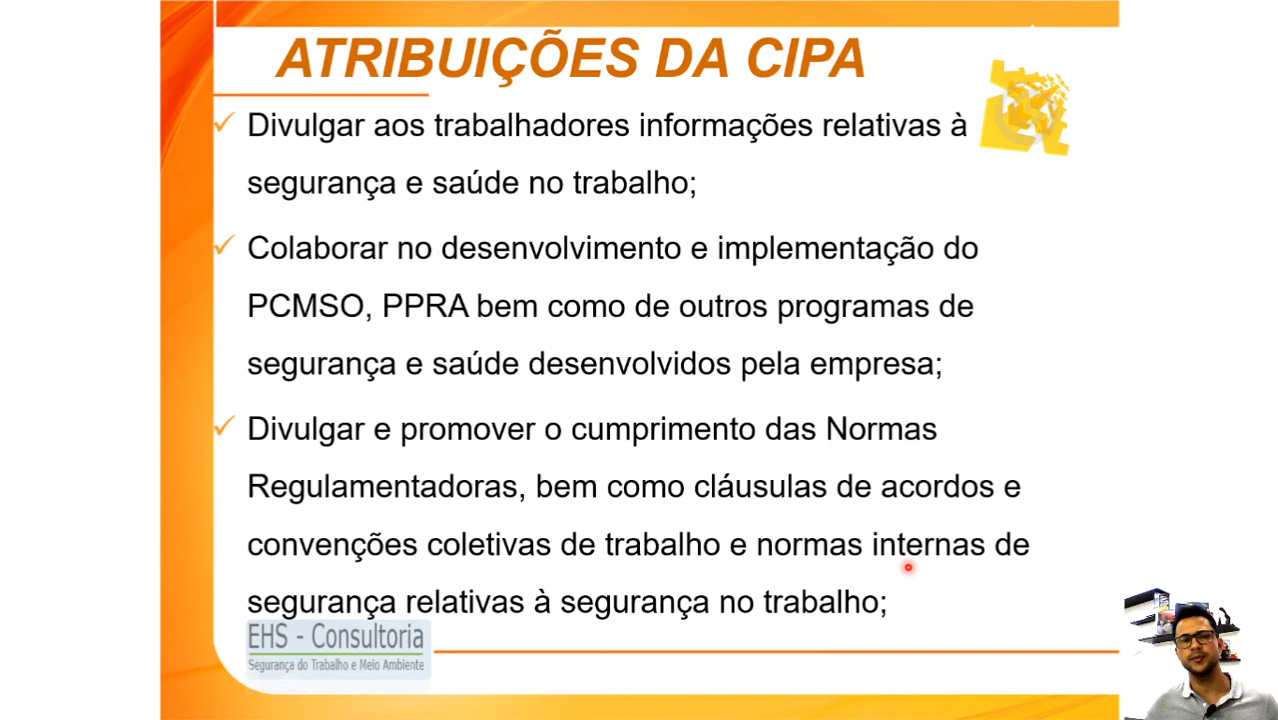 ATRIBUIÇÕES DA CIPA
Divulgar aos trabalhadores informações relativas à
segurança e saúde no trabalho;
Colaborar no desenvolvimento e implementação do
PCMSO, PPRA bem como de outros programas de
segurança e saúde desenvolvidos pela empresa;
Divulgar e promover o cumprimento das Normas
Regulamentadoras, bem como cláusulas de acordos e
convenções coletivas de trabalho e normas internas de
segurança relativas à segurança no trabalho;
EHS - Consultoria
Segurança do Trabalho e Meio Ambiente